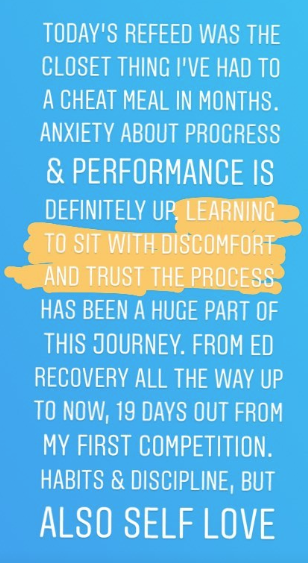 TODAY'S REFEED WAS THE
CLOSET THING I'VE HAD TO
A CHEAT MEAL IN MONTHS.
ANXIETY ABOUT PROGRESS
& PERFORMANCE IS
DEFINITELY UP. LEARNING
TO SIT WITH DISCOMFORT
AND TRUST THE PROCESS
HAS BEEN A HUGE PART OF
THIS JOURNEY. FROM ED
RECOVERY ALL THE WAY UP
TO NOW, 19 DAYS OUT FROM
MY FIRST COMPETITION.
HABITS & DISCIPLINE, BUT
ALSO SELF LOVE